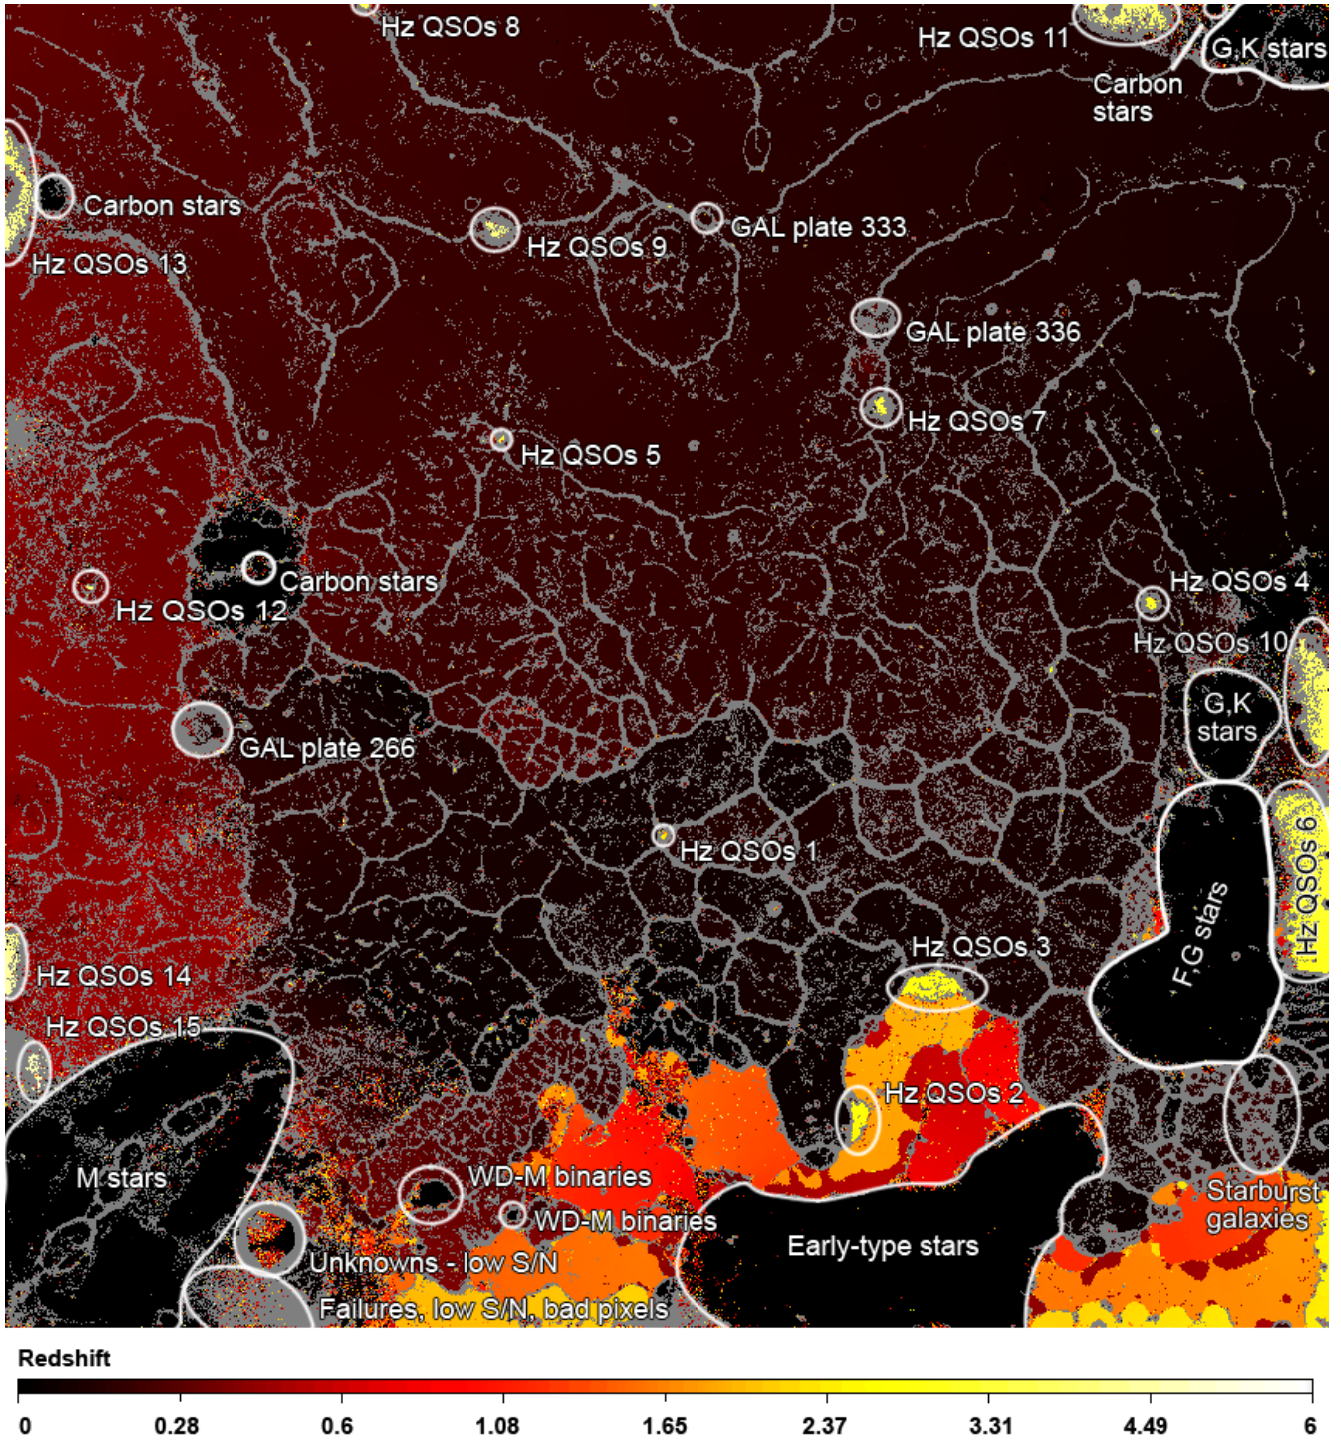 Hz QSOs 8
Hz QSOs 11
G,K stars
Carbon
stars
Carbon stars
GAL plate 333
Hz QSOs 9
Hz QSOs 13
GAL plate 336
Hz QSOs 7
Hz QSOs 5
Carbon stars
Hz QSOs 4
Hz QSOs 12
Hz QSOs 10
G,K
stars
GAL plate 266
Hz QSOs 6
Hz QSOs 1
F,G stars
Hz QSOs 3
Hz QSOs 14
Hz QSOs 15
Hz QSOs 2
M stars
WD-M binaries
WD-M binaries
Starburst
galaxies
Early-type stars
Unknowns - low S/N
Failures, low S/N, bad pixels
Redshift
0 0.28 0.6 1.08 1.65 2.37 3.31 4.49 6